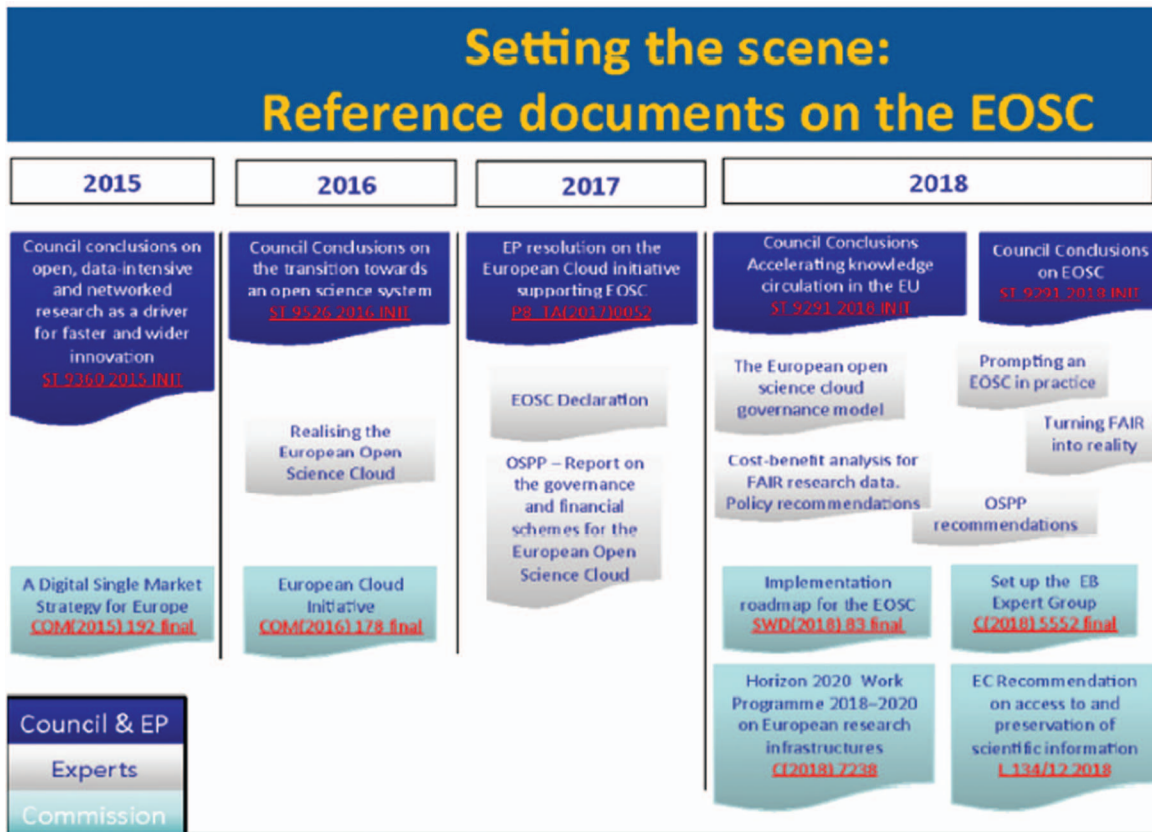 Setting the scene:
Reference documents on the EOSC
2015
2016
2017
2018
Council conclusions on
open, data-intensive
and networked
research as a driver
for faster and wider
innovation
ST 9360 2015 INIT
A Digital Single Market
Strategy for Europe
COM(2015) 192 final
Council Conclusions on
the transition towards
an open science system
ST 9526 2016 INIT
Realising the
European Open
Science Cloud
European Cloud
Initiative
COM(2016) 178 final
EP resolution on the
European Cloud initiative
supporting EOSC
P8_TA(2017)0052
EOSC Declaration
OSPP – Report on
the governance
and financial
schemes for the
European Open
Science Cloud
Council Conclusions
Accelerating knowledge
circulation in the EU
ST 9291 2018 INIT
Council Conclusions
on EOSC
ST 9291 2018 INIT
The European open
science cloud
governance model
Prompting an
EOSC in practice
Turning FAIR
into reality
Cost-benefit analysis for
FAIR research data.
Policy recommendations
OSPP
recommendations
Implementation
roadmap for the EOSC
SWD(2018) 83 final
Set up the EB
Expert Group
C(2018) 5552 final
Horizon 2020 Work
Programme 2018–2020
on European research
infrastructures
C(2018) 7238
EC Recommendation
on access to and
preservation of
scientific information
L 134/12 2018
Council & EP
Experts
Commission